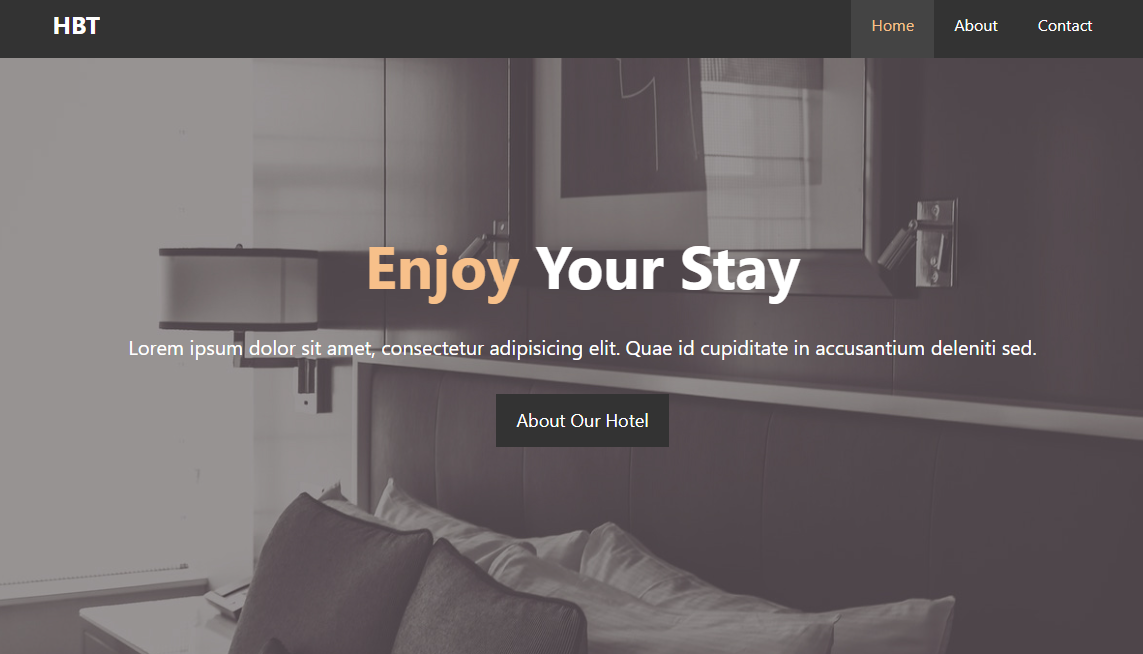 HBT
Home About Contact
Enjoy Your Stay
Lorem ipsum dolor sit amet, consectetur adipisicing elit. Quae id cupiditate in accusantium deleniti sed.
About Our Hotel